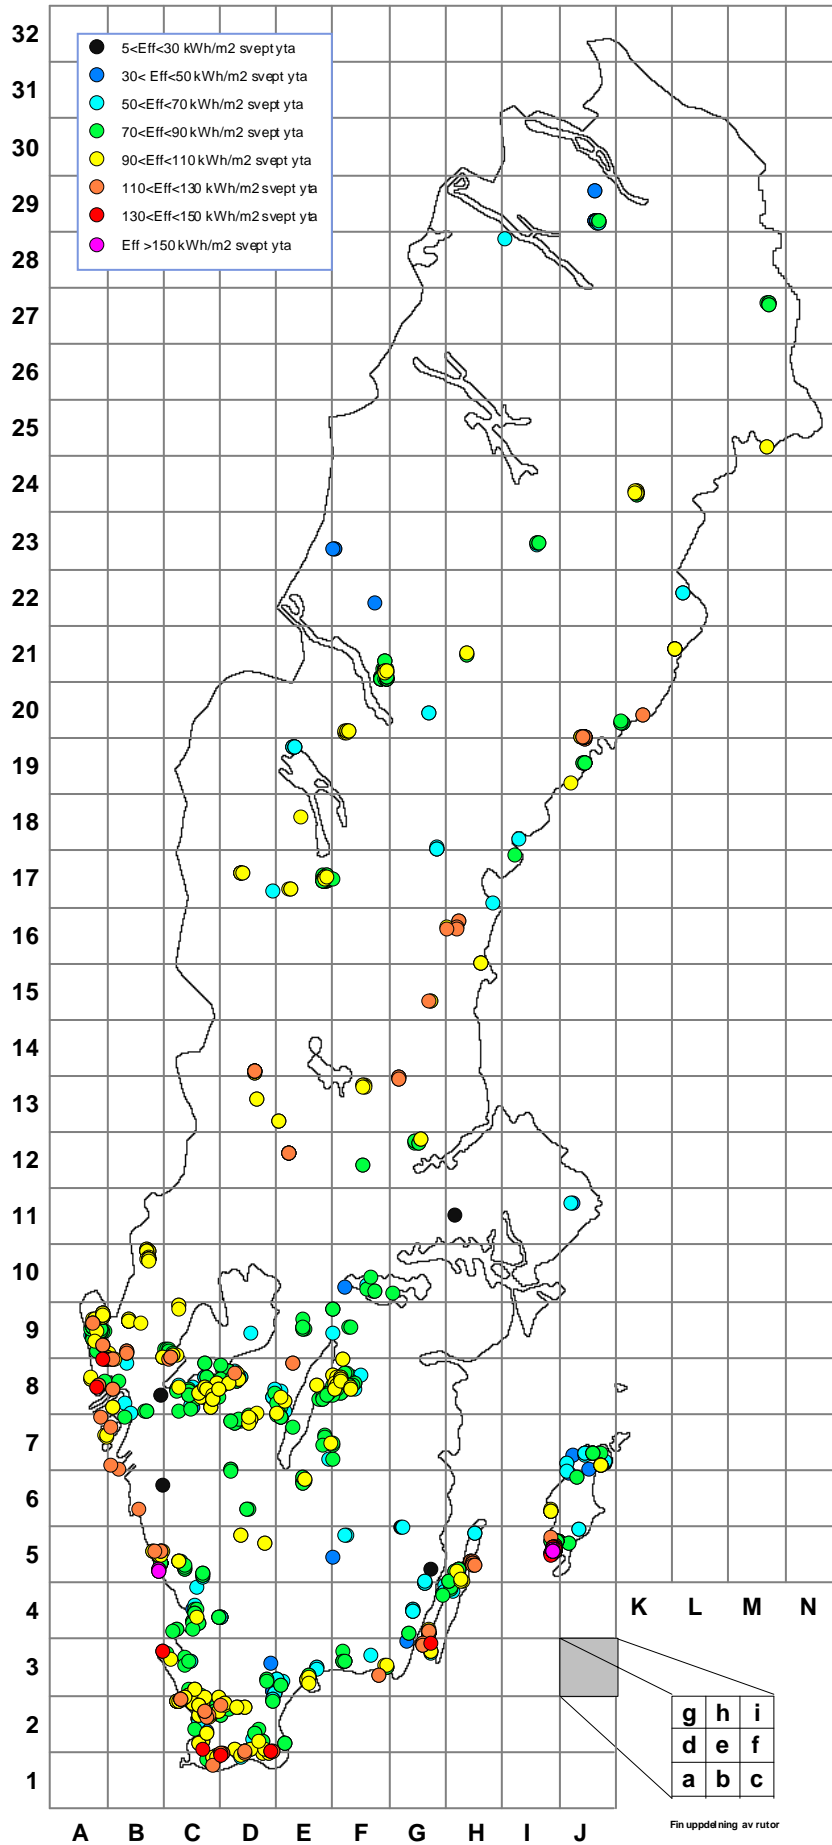 32
5<Eff<30 kWh/m2 svept yta
30< Eff<50 kWh/m2 svept yta
31
50<Eff<70 kWh/m2 svept yta
70<Eff<90 kWh/m2 svept yta
30
90<Eff<110 kWh/m2 svept yta
110<Eff<130 kWh/m2 svept yta
29
130<Eff<150 kWh/m2 svept yta
Eff >150 kWh/m2 svept yta
28
27
26
25
24
23
22
21
20
19
18
17
16
15
14
13
12
11
10
9
8
7
6
5
4
K L M N
3
g h i
2
d e f
a b c
1
Fin uppdelning av rutor
A B C D E F G H I J